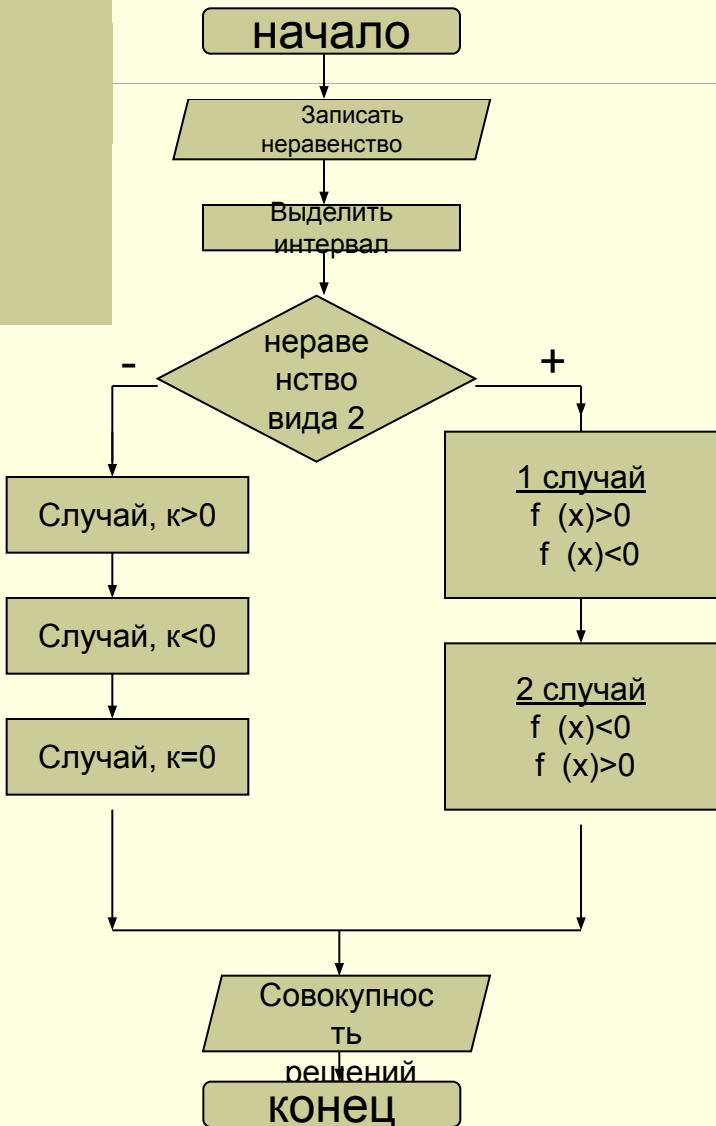 начало
Записать
неравенство
Выделить
интервал
нераве
нство
вида 2
-
+
Случай, к>0
Случай, к<0
Случай, к=0
1 случай
f (x)>0
f (x)<0
2 случай
f (x)<0
f (x)>0
Совокупнос
ть
решений
конец